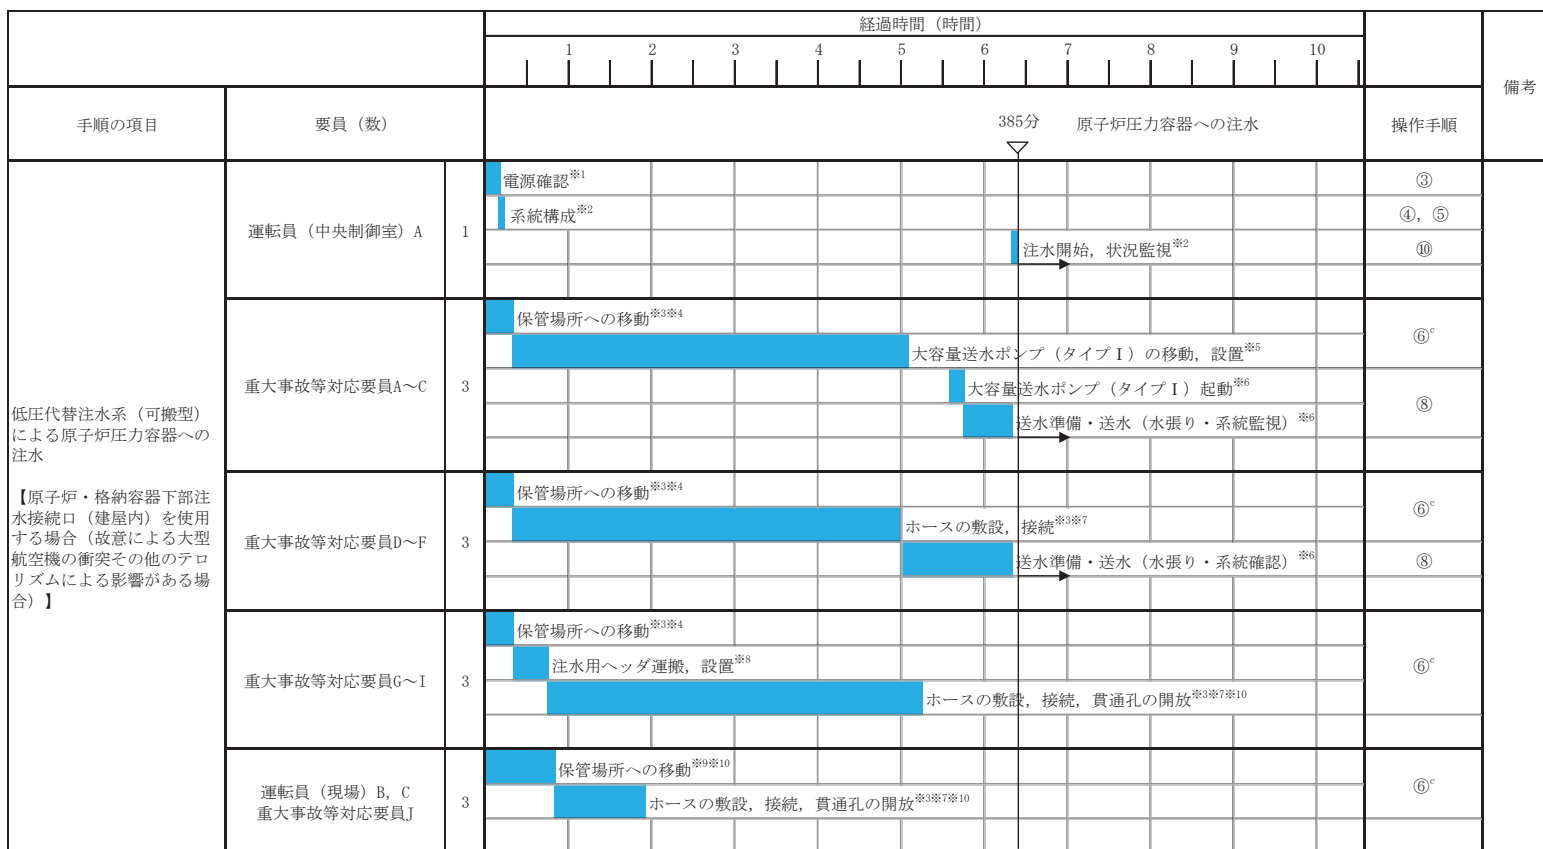 経過時間（時間）
1 2 3 4 5 6 7 8 9 10
備考
手順の項目 要員（数） 385分 原子炉圧力容器への注水 操作手順
低圧代替注水系（可搬型）
による原子炉圧力容器への
注水
【原子炉・格納容器下部注
水接続口（建屋内）を使用
する場合（故意による大型
航空機の衝突その他のテロ
リズムによる影響がある場
合）】
運転員（中央制御室）A 1
電源確認※1 ③
系統構成※2 ④，⑤
注水開始，状況監視※2 ⑩
重大事故等対応要員A～C 3
保管場所への移動※3※4
大容量送水ポンプ（タイプⅠ）の移動，設置※5
⑥c
大容量送水ポンプ（タイプⅠ）起動※6
送水準備・送水（水張り・系統監視）※6
⑧
重大事故等対応要員D～F 3
保管場所への移動※3※4
ホースの敷設，接続※3※7
⑥c
送水準備・送水（水張り・系統確認）※6 ⑧
重大事故等対応要員G～I 3
保管場所への移動※3※4
注水用ヘッダ運搬，設置※8
ホースの敷設，接続，貫通孔の開放※3※7※10
⑥c
運転員（現場）B，C
重大事故等対応要員J
3
保管場所への移動※9※10
ホースの敷設，接続，貫通孔の開放※3※7※10
⑥c